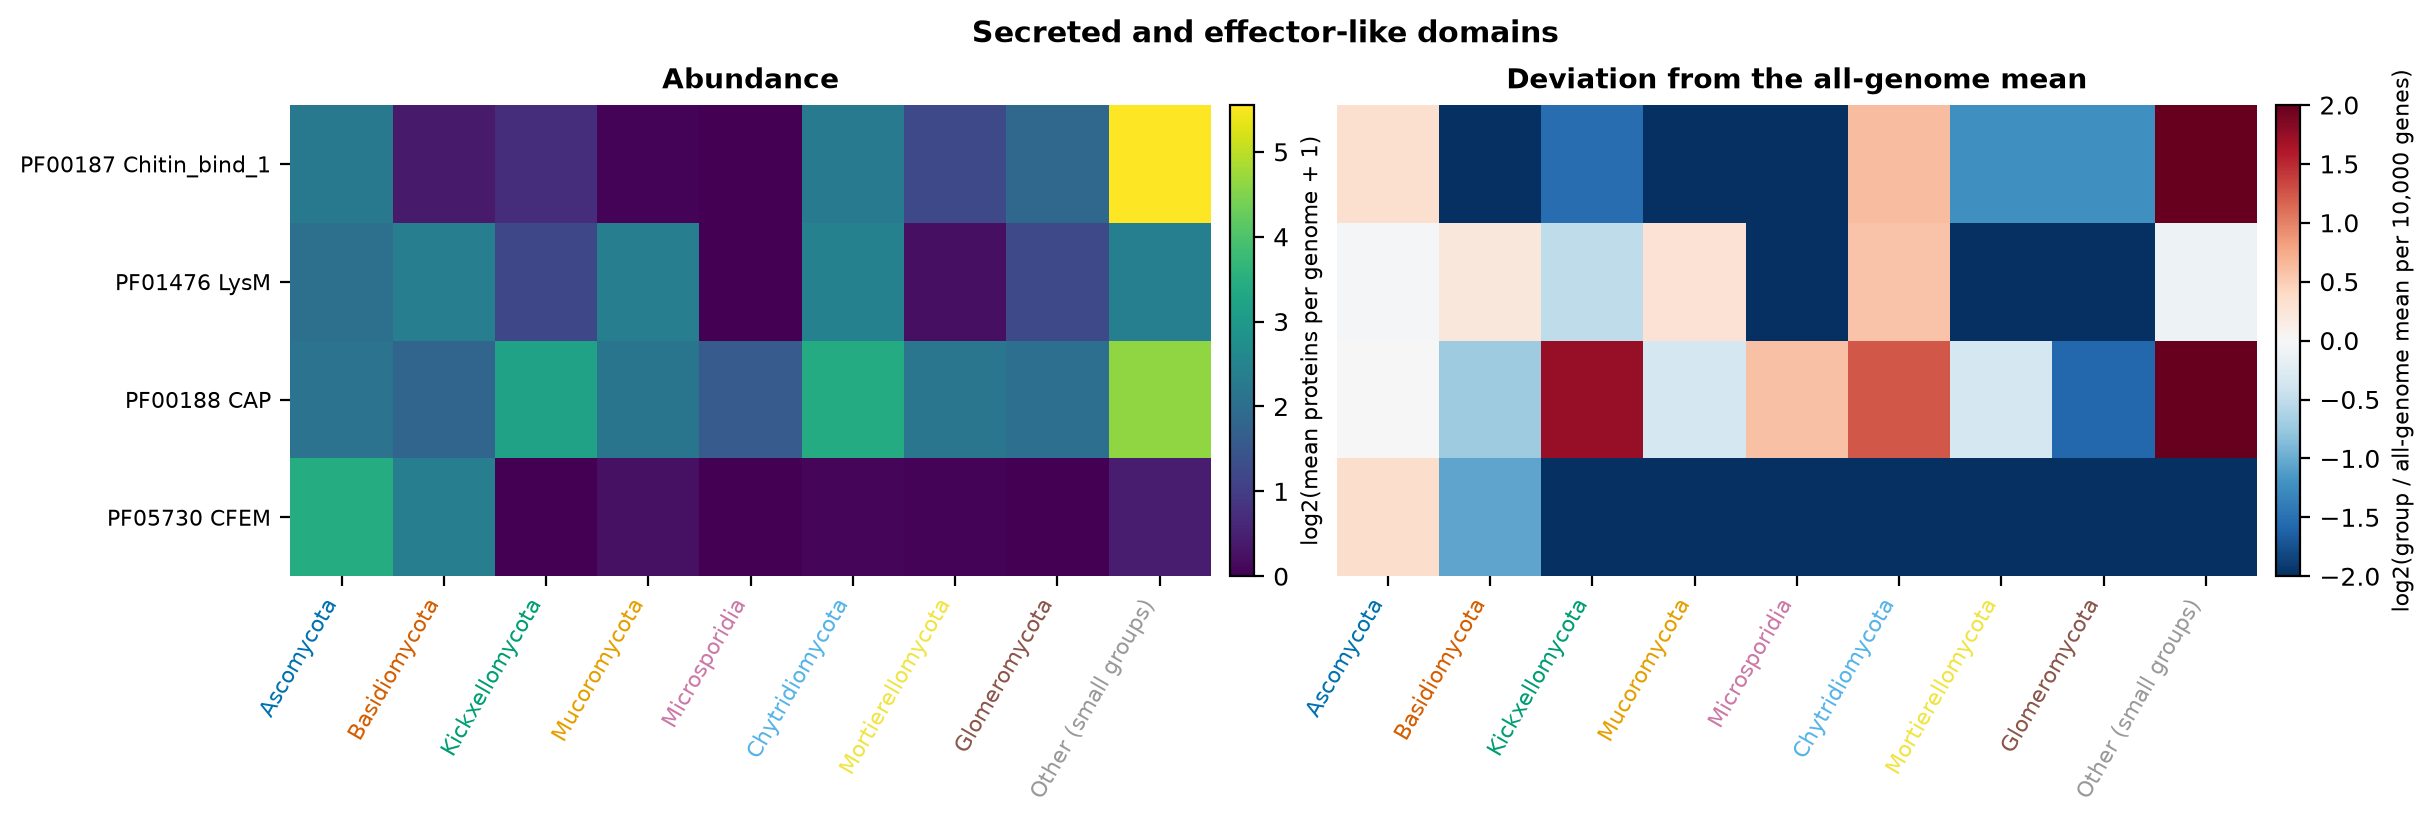 Secreted and effector-like domains
Abundance
PF00187 Chitin_bind_1
PF01476 LysM
PF00188 CAP
PF05730 CFEM
Ascomycota
Basidiomycota
Kickxellomycota
Mucoromycota
Microsporidia
Chytridiomycota
Mortierellomycota
Glomeromycota
Other (small groups)
5
4
3
2
1
0
log2(mean proteins per genome + 1)
Deviation from the all-genome mean
Ascomycota
Basidiomycota
Kickxellomycota
Mucoromycota
Microsporidia
Chytridiomycota
Mortierellomycota
Glomeromycota
Other (small groups)
2.0
1.5
1.0
0.5
0.0
−0.5
−1.0
−1.5
−2.0
log2(group / all-genome mean per 10,000 genes)